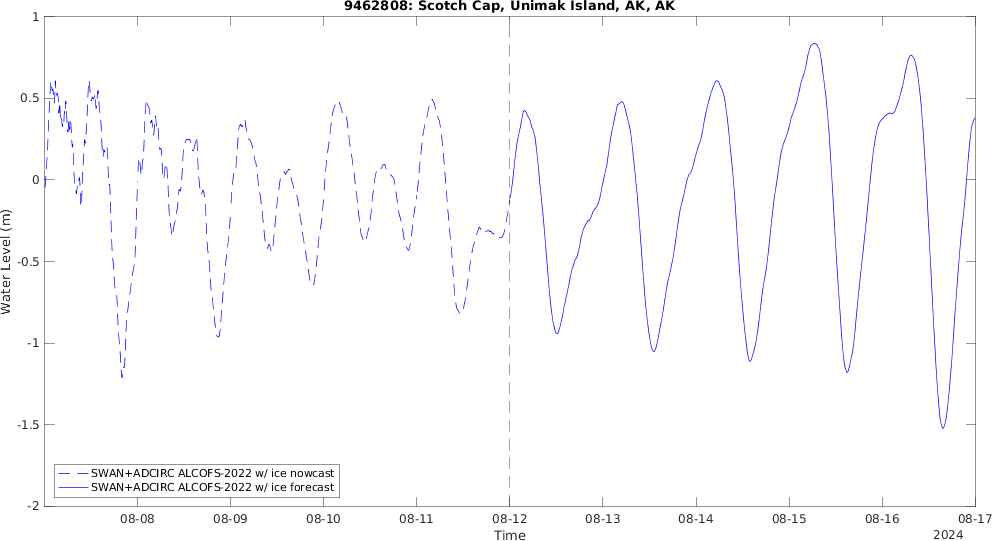 9462808: Scotch Cap, Unimak Island, AK, AK
Water Level (m)
1
0.5
0
-0.5
-1
-1.5
-2
SWAN+ADCIRC ALCOFS-2022 w/ ice nowcast
SWAN+ADCIRC ALCOFS-2022 w/ ice forecast
08-08 08-09 08-10 08-11 08-12 08-13 08-14 08-15 08-16 08-17
Time
2024